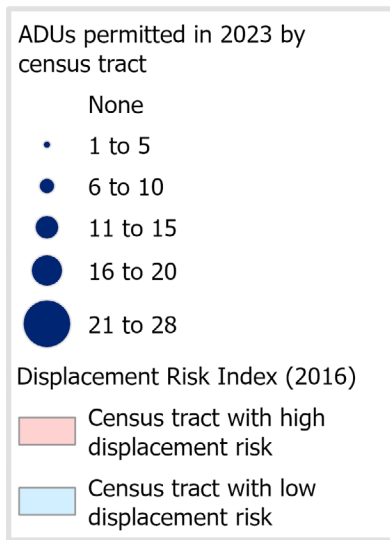 ADUs permitted in 2023 by
census tract
None
1 to 5
6 to 10
11 to 15
16 to 20
21 to 28
Displacement Risk Index (2016)
Census tract with high
displacement risk
Census tract with low
displacement risk